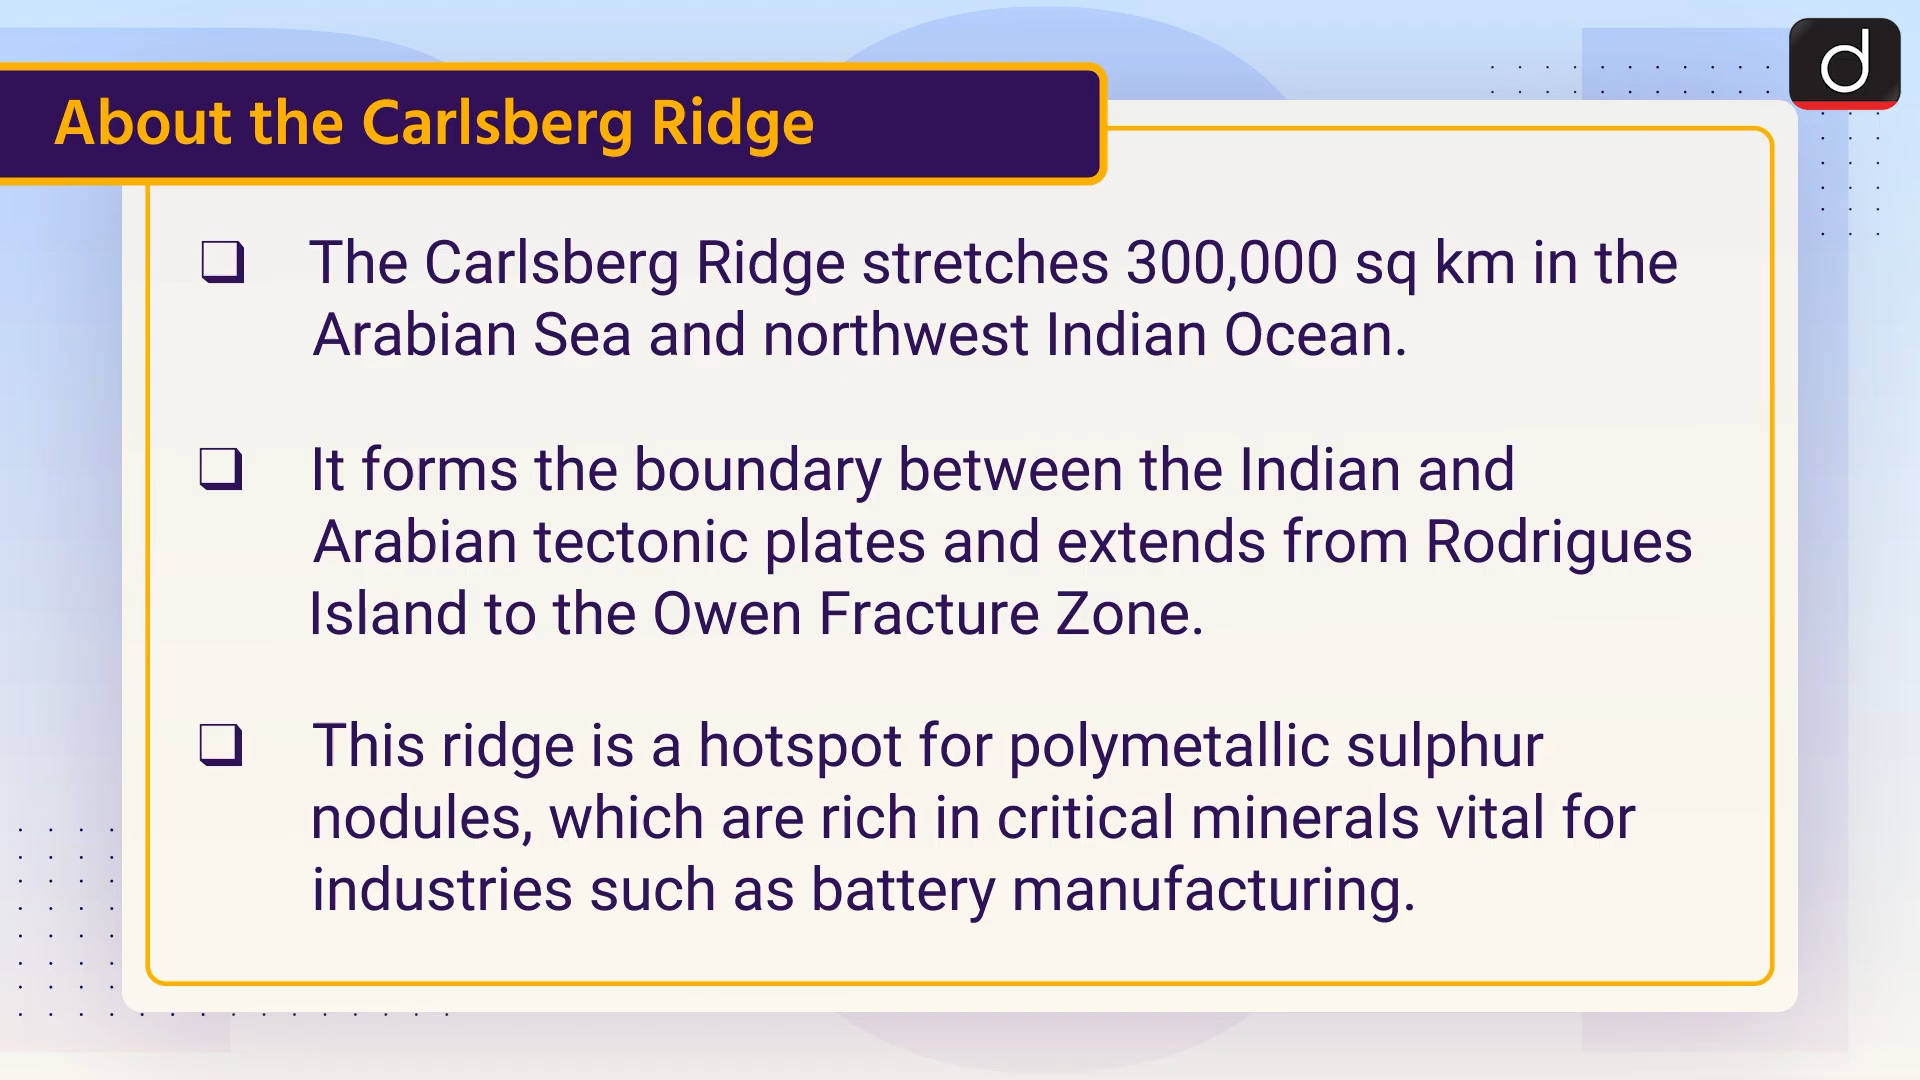 About the Carlsberg Ridge
d
❑ The Carlsberg Ridge stretches 300,000 sq km in the
Arabian Sea and northwest Indian Ocean.
❑ It forms the boundary between the Indian and
Arabian tectonic plates and extends from Rodrigues
Island to the Owen Fracture Zone.
❑ This ridge is a hotspot for polymetallic sulphur
nodules, which are rich in critical minerals vital for
industries such as battery manufacturing.